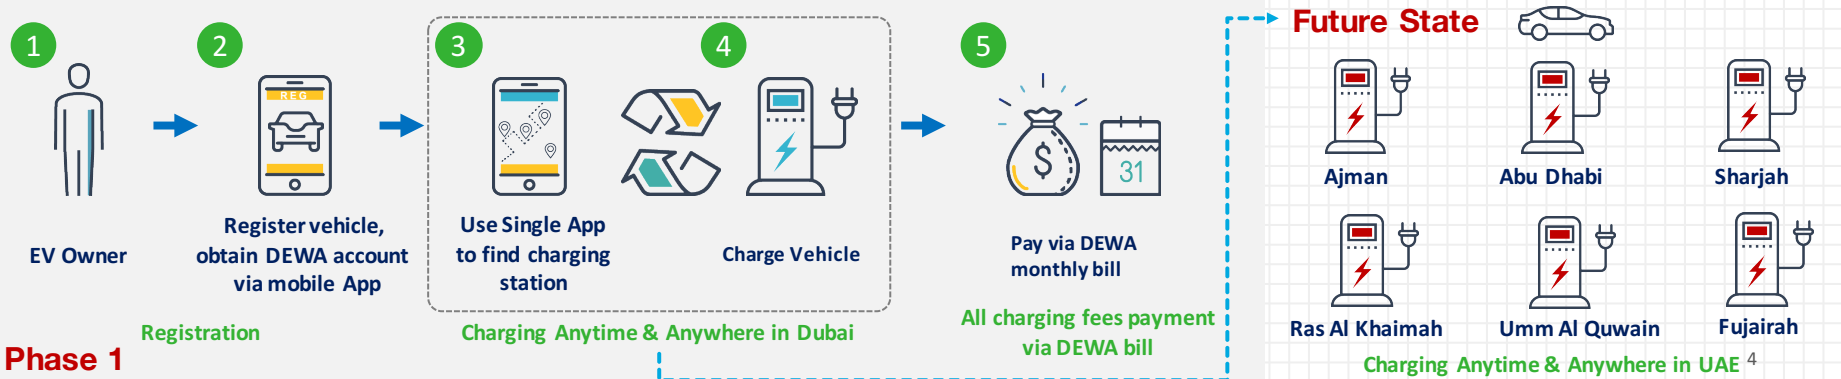 1
EV Owner
2
REG
Register vehicle,
obtain DEWA account
via mobile App
Registration
3
Use Single App
to find charging
station
4
Charge Vehicle
Charging Anytime & Anywhere in Dubai
5
$
31
Pay via DEWA
monthly bill
All charging fees payment
via DEWA bill
Phase 1
Future State
Ajman
Abu Dhabi
Sharjah
Ras Al Khaimah
Umm Al Quwain
Fujairah
Charging Anytime & Anywhere in UAE
4